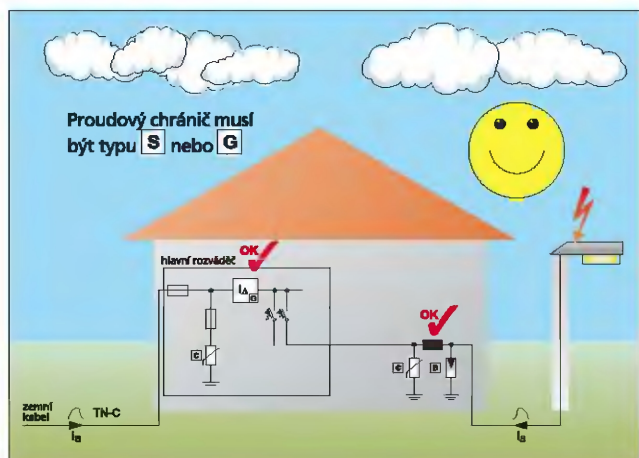 Proudový chránič musí
být typu S nebo G
OK
hlavní rozváděč
IΔ
G
OK
C
C
B
zemní
kabel
TN-C
Is
Is